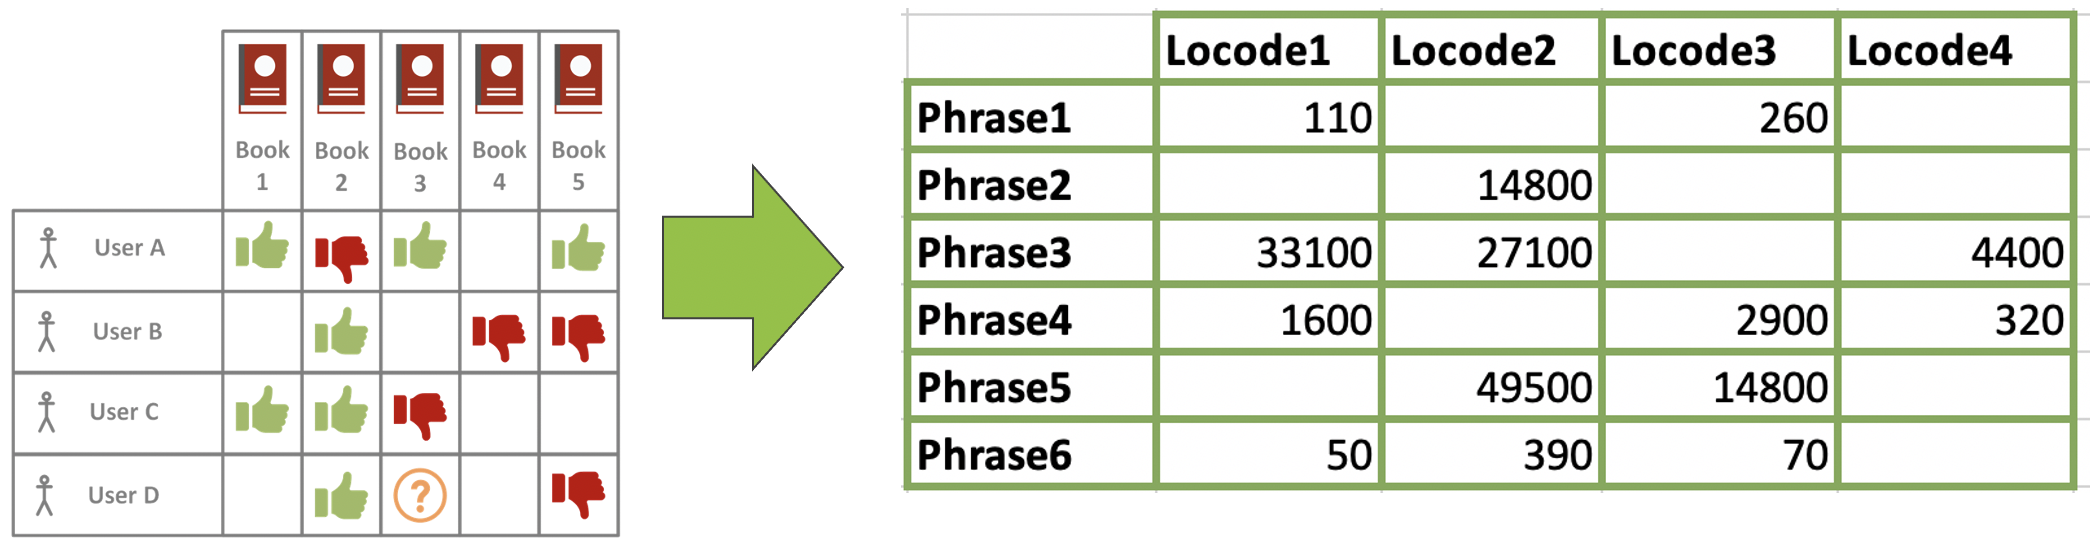 Book 1 Book 2 Book 3 Book 4 Book 5
User A
User B
User C
User D ?
Locode1 Locode2 Locode3 Locode4
Phrase1 110 260
Phrase2 14800
Phrase3 33100 27100 4400
Phrase4 1600 2900 320
Phrase5 49500 14800
Phrase6 50 390 70